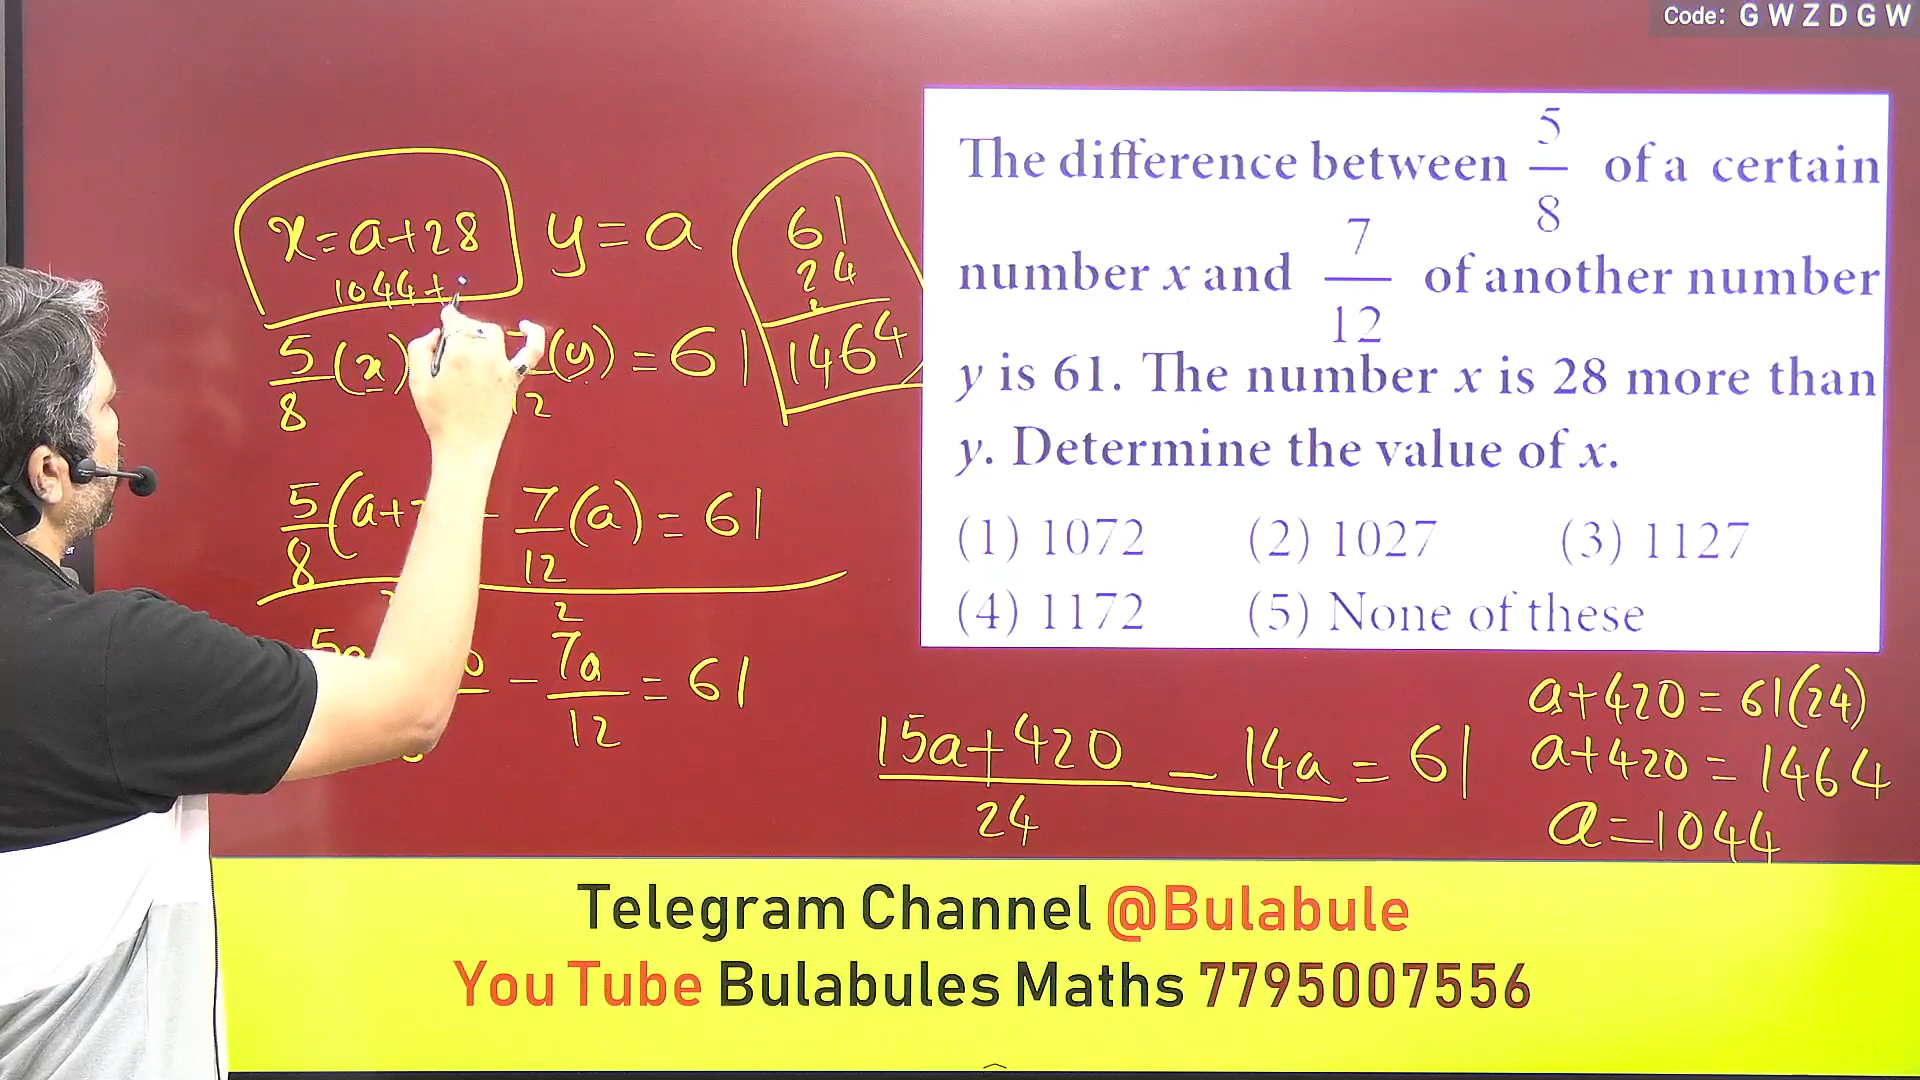 Code: G W Z D G W
The difference between 5/8 of a certain
number x and 7/12 of another number
y is 61. The number x is 28 more than
y. Determine the value of x.
(1) 1072 (2) 1027 (3) 1127
(4) 1172 (5) None of these
x=a+28 y=a
1044+
61
24
1464
5/8 (x) (y) = 61
12
5/8 (a+ - 7/12 (a) = 61
2
- 7a/12 = 61
15a+420 - 14a = 61
24
a+420 = 61(24)
a+420 = 1464
a=1044
Telegram Channel @Bulabule
You Tube Bulabules Maths 7795007556